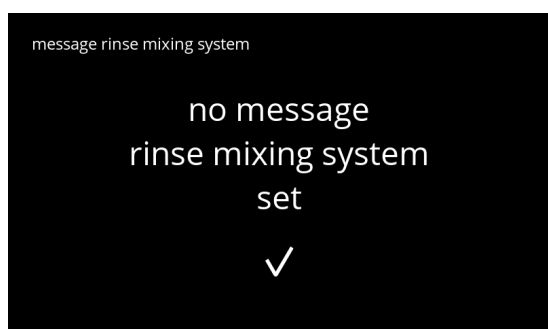 message rinse mixing system
no message
rinse mixing system
set